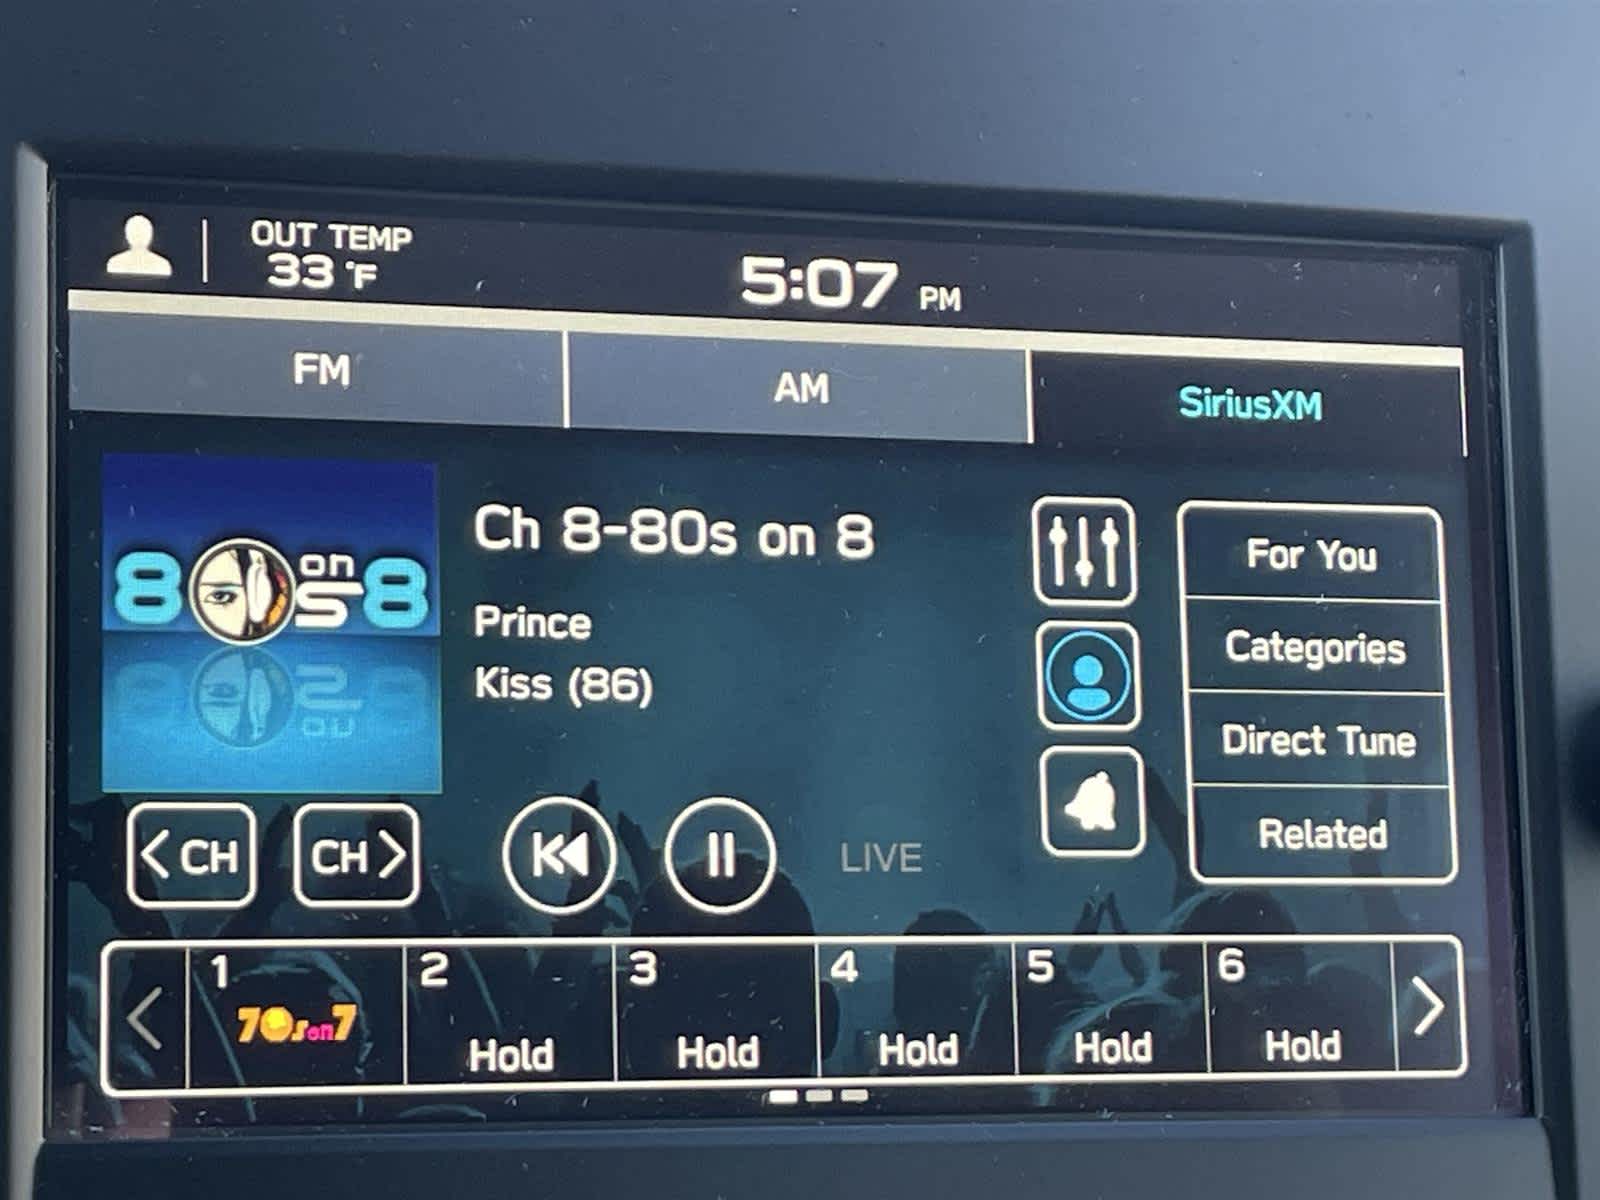 OUT TEMP
33 °F
5:07 PM
FM
AM
SiriusXM
80s on 8
Ch 8-80s on 8
Prince
Kiss (86)
For You
Categories
Direct Tune
Related
<CH
CH>
LIVE
1
70s on 7
2
Hold
3
Hold
4
Hold
5
Hold
6
Hold